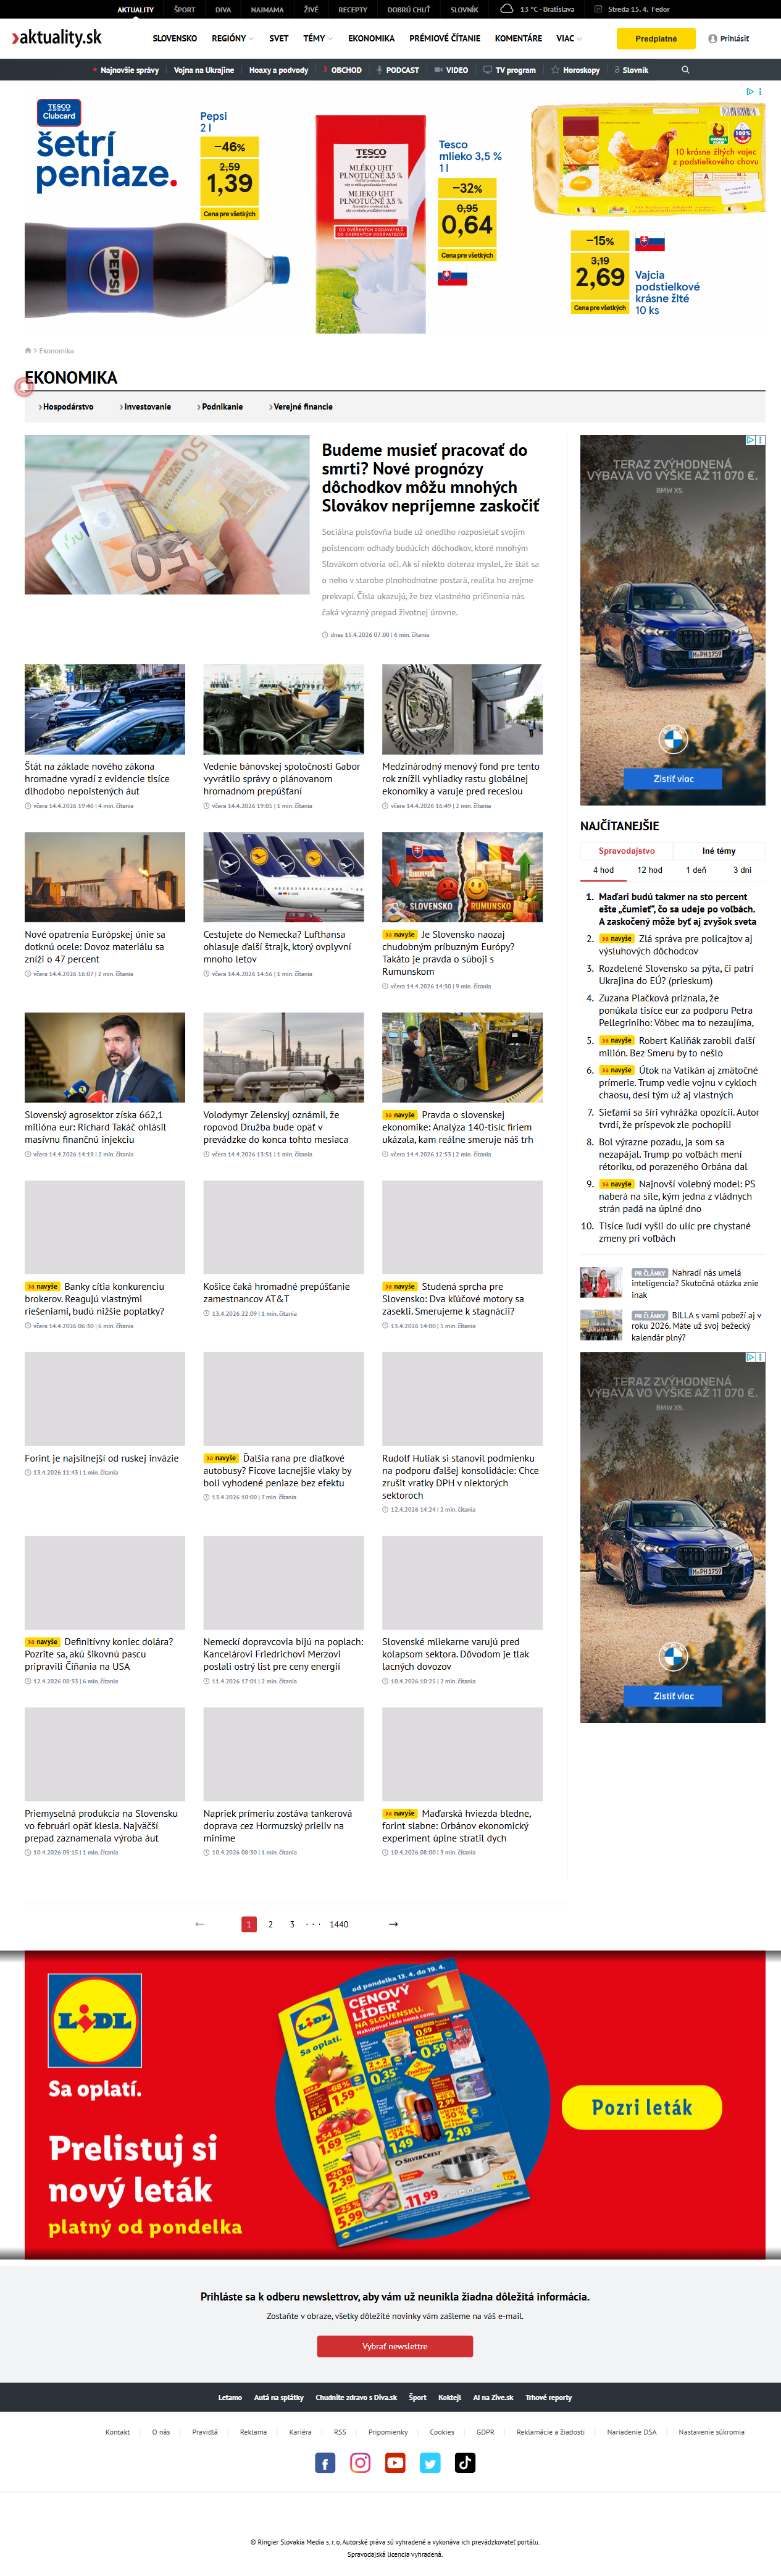 AKTUALITY ŠPORT DIVA NAJMAMA ŽIVÉ RECEPTY DOBRÚ CHUŤ SLOVNÍK 13 °C - Bratislava Streda 15. 4. Fedor
aktuality.sk SLOVENSKO REGIÓNY SVET TÉMY EKONOMIKA PRÉMIOVÉ ČÍTANIE KOMENTÁRE VIAC Predplatné Prihlásiť
Najnovšie správy Vojna na Ukrajine Hoaxy a podvody OBCHOD PODCAST VIDEO TV program Horoskopy Slovník
TESCO
Clubcard
šetrí
peniaze.
Pepsi
2 l
–46%
2,59
1,39
Cena pre všetkých
PEPSI
TESCO
MLÉKO UHT
PLNOTUČNÉ 3,5 %
MLIEKO UHT
PLNOTUČNÉ 3,5 %
Tesco
mlieko 3,5 %
1 l
–32%
0,95
0,64
Cena pre všetkých
10 krásne žltých vajec
z podstielkového chovu
–15%
3,19
2,69
Cena pre všetkých
Vajcia
podstielkové
krásne žlté
10 ks
> Ekonomika
EKONOMIKA
Hospodárstvo Investovanie Podnikanie Verejné financie
Budeme musieť pracovať do
smrti? Nové prognózy
dôchodkov môžu mnohých
Slovákov nepríjemne zaskočiť
Sociálna poisťovňa bude už onedlho rozposielať svojim
poistencom odhady budúcich dôchodkov, ktoré mnohým
Slovákom otvoria oči. Ak si niekto doteraz myslel, že štát sa
o neho v starobe plnohodnotne postará, realita ho zrejme
prekvapí. Čísla ukazujú, že bez vlastného pričinenia nás
čaká výrazný prepad životnej úrovne.
dnes 15.4.2026 07:00 | 6 min. čítania
Štát na základe nového zákona
hromadne vyradí z evidencie tisíce
dlhodobo nepoistených áut
včera 14.4.2026 19:46 | 4 min. čítania
Vedenie bánovskej spoločnosti Gabor
vyvrátilo správy o plánovanom
hromadnom prepúšťaní
včera 14.4.2026 19:05 | 1 min. čítania
Medzinárodný menový fond pre tento
rok znížil vyhliadky rastu globálnej
ekonomiky a varuje pred recesiou
včera 14.4.2026 16:49 | 2 min. čítania
Nové opatrenia Európskej únie sa
dotknú ocele: Dovoz materiálu sa
zníži o 47 percent
včera 14.4.2026 16:07 | 2 min. čítania
Cestujete do Nemecka? Lufthansa
ohlasuje ďalší štrajk, ktorý ovplyvní
mnoho letov
včera 14.4.2026 14:56 | 1 min. čítania
SLOVENSKO RUMUNSKO
navyše Je Slovensko naozaj
chudobným príbuzným Európy?
Takáto je pravda o súboji s
Rumunskom
včera 14.4.2026 14:30 | 9 min. čítania
Slovenský agrosektor získa 662,1
milióna eur: Richard Takáč ohlásil
masívnu finančnú injekciu
včera 14.4.2026 14:19 | 2 min. čítania
Volodymyr Zelenskyj oznámil, že
ropovod Družba bude opäť v
prevádzke do konca tohto mesiaca
včera 14.4.2026 13:51 | 1 min. čítania
navyše Pravda o slovenskej
ekonomike: Analýza 140-tisíc firiem
ukázala, kam reálne smeruje náš trh
včera 14.4.2026 12:53 | 2 min. čítania
navyše Banky cítia konkurenciu
brokerov. Reagujú vlastnými
riešeniami, budú nižšie poplatky?
včera 14.4.2026 06:30 | 6 min. čítania
Košice čaká hromadné prepúšťanie
zamestnancov AT&T
13.4.2026 22:09 | 1 min. čítania
navyše Studená sprcha pre
Slovensko: Dva kľúčové motory sa
zasekli. Smerujeme k stagnácii?
13.4.2026 14:00 | 5 min. čítania
Forint je najsilnejší od ruskej invázie
13.4.2026 11:43 | 1 min. čítania
navyše Ďalšia rana pre diaľkové
autobusy? Ficove lacnejšie vlaky by
boli vyhodené peniaze bez efektu
13.4.2026 10:00 | 7 min. čítania
Rudolf Huliak si stanovil podmienku
na podporu ďalšej konsolidácie: Chce
zrušiť vratky DPH v niektorých
sektoroch
12.4.2026 14:24 | 2 min. čítania
navyše Definitívny koniec dolára?
Pozrite sa, akú šikovnú pascu
pripravili Číňania na USA
12.4.2026 08:33 | 6 min. čítania
Nemeckí dopravcovia bijú na poplach:
Kancelárovi Friedrichovi Merzovi
poslali ostrý list pre ceny energií
11.4.2026 17:01 | 2 min. čítania
Slovenské mliekarne varujú pred
kolapsom sektora. Dôvodom je tlak
lacných dovozov
10.4.2026 10:25 | 2 min. čítania
Priemyselná produkcia na Slovensku
vo februári opäť klesla. Najväčší
prepad zaznamenala výroba áut
10.4.2026 09:15 | 1 min. čítania
Napriek prímeriu zostáva tankerová
doprava cez Hormuzský prieliv na
minime
10.4.2026 08:30 | 1 min. čítania
navyše Maďarská hviezda bledne,
forint slabne: Orbánov ekonomický
experiment úplne stratil dych
10.4.2026 08:00 | 3 min. čítania
← 1 2 3 · · · 1440 →
TERAZ ZVÝHODNENÁ
VÝBAVA VO VÝŠKE AŽ 11 070 €.
BMW X5.
Zistiť viac
NAJČÍTANEJŠIE
Spravodajstvo Iné témy
4 hod 12 hod 1 deň 3 dni
1. Maďari budú takmer na sto percent
ešte „čumieť“, čo sa udeje po voľbách.
A zaskočený môže byť aj zvyšok sveta
2. navyše Zlá správa pre policajtov aj
výsluhových dôchodcov
3. Rozdelené Slovensko sa pýta, či patrí
Ukrajina do EÚ? (prieskum)
4. Zuzana Plačková priznala, že
ponúkala tisíce eur za podporu Petra
Pellegriniho: Vôbec ma to nezaujíma,
5. navyše Robert Kaliňák zarobil ďalší
milión. Bez Smeru by to nešlo
6. navyše Útok na Vatikán aj zmätočné
prímerie. Trump vedie vojnu v cykloch
chaosu, desí tým už aj vlastných
7. Sieťami sa šíri vyhrážka opozícii. Autor
tvrdí, že príspevok zle pochopili
8. Bol výrazne pozadu, ja som sa
nezapájal. Trump po voľbách mení
rétoriku, od porazeného Orbána dal
9. navyše Najnovší volebný model: PS
naberá na sile, kým jedna z vládnych
strán padá na úplné dno
10. Tisíce ľudí vyšli do ulíc pre chystané
zmeny pri voľbách
PR ČLÁNKY Nahradí nás umelá
inteligencia? Skutočná otázka znie
inak
PR ČLÁNKY BILLA s vami pobeží aj v
roku 2026. Máte už svoj bežecký
kalendár plný?
TERAZ ZVÝHODNENÁ
VÝBAVA VO VÝŠKE AŽ 11 070 €.
BMW X5.
Zistiť viac
LIDL
Sa oplatí.
Prelistuj si
nový leták
platný od pondelka
od pondelka 13. 4. do 19. 4.
CENOVÝ
LÍDER
NA SLOVENSKU.
Sa oplatí.
SILVERCREST
Pozri leták
Prihláste sa k odberu newslettrov, aby vám už neunikla žiadna dôležitá informácia.
Zostaňte v obraze, všetky dôležité novinky vám zašleme na váš e-mail.
Vybrať newslettre
Letamo Autá na splátky Chudnite zdravo s Diva.sk Šport Koktejl AI na Zive.sk Trhové reporty
Kontakt O nás Pravidlá Reklama Kariéra RSS Pripomienky Cookies GDPR Reklamácie a žiadosti Nariadenie DSA Nastavenie súkromia
© Ringier Slovakia Media s. r. o. Autorské práva sú vyhradené a vykonáva ich prevádzkovateľ portálu.
Spravodajská licencia vyhradená.